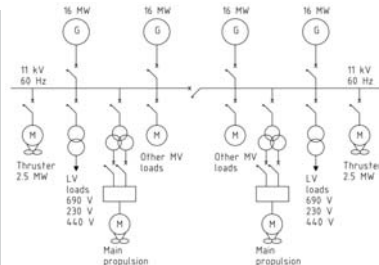 16 MW 16 MW 16 MW 16 MW
G G G G
11 kV 11 kV
60 Hz 60 Hz
M M M M
Thruster Other MV Other MV Thruster
2.5 MW loads loads 2.5 MW
LV LV
loads loads
690 V 690 V
230 V 230 V
440 V 440 V
M M
Main Main
propulsion propulsion